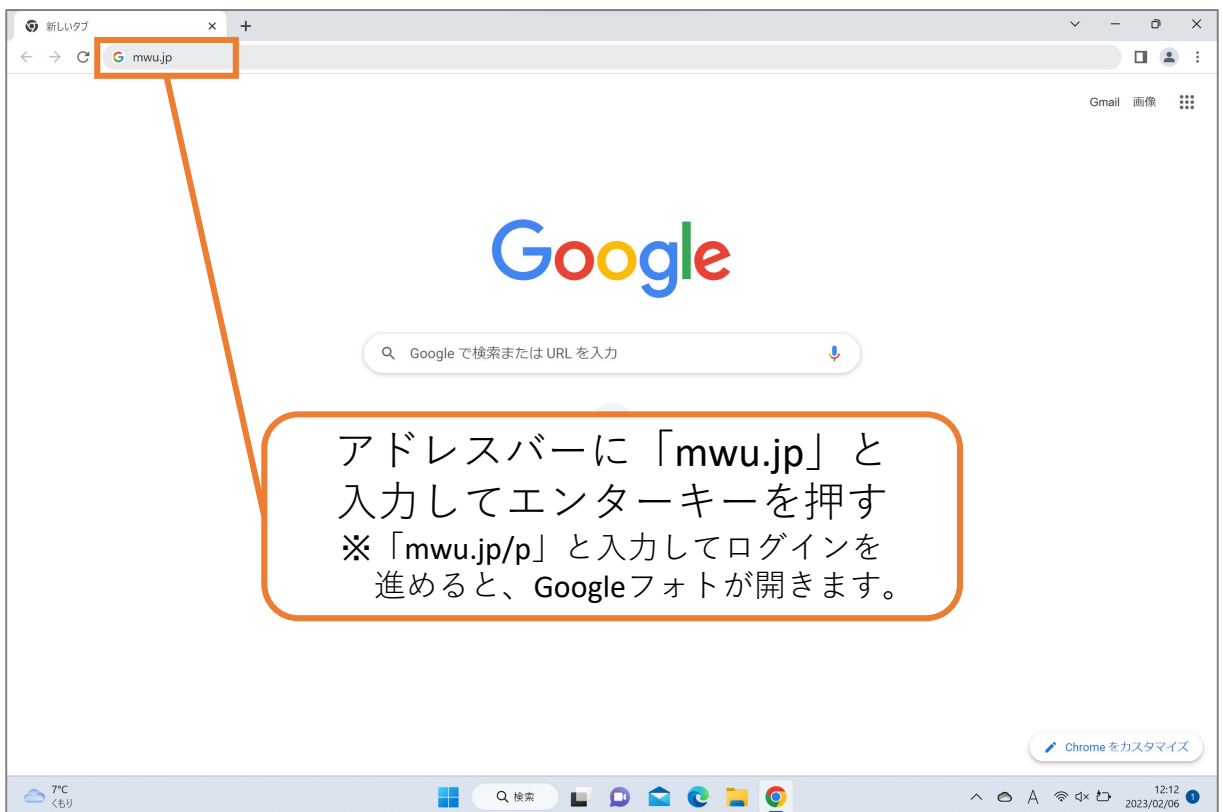 新しいタブ
mwu.jp
Gmail 画像
Google
Google で検索または URL を入力
アドレスバーに「mwu.jp」と
入力してエンターキーを押す
※「mwu.jp/p」と入力してログインを
進めると、Googleフォトが開きます。
Chrome をカスタマイズ
7°C
くもり
検索
A
12:12
2023/02/06
1